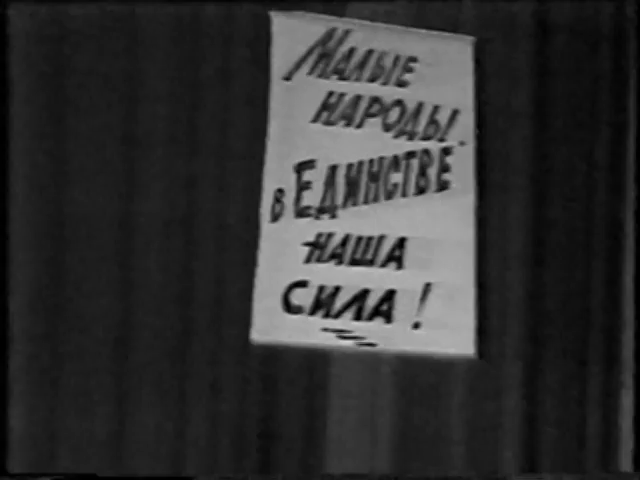 Малые
народы
в Единстве
наша
сила!